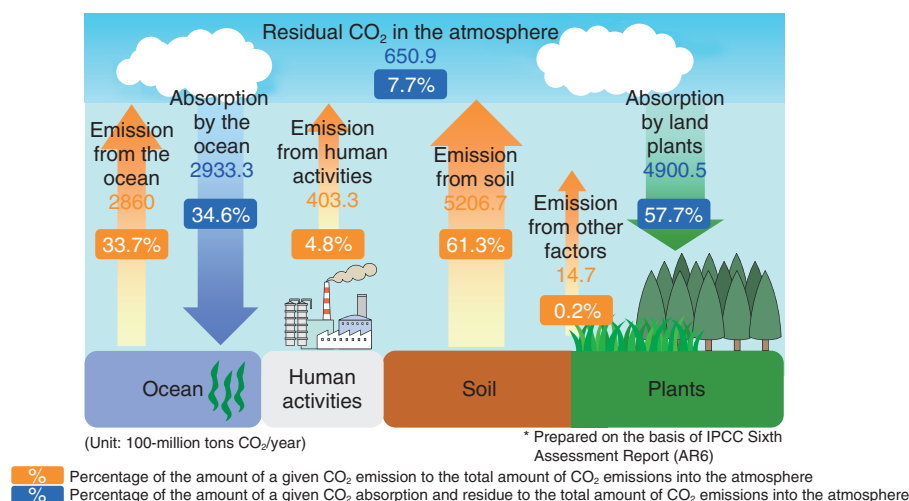 Residual CO₂ in the atmosphere
650.9
7.7%
Emission
from the
ocean
2860
33.7%
Absorption
by the
ocean
2933.3
34.6%
Emission
from human
activities
403.3
4.8%
Emission
from soil
5206.7
61.3%
Emission
from other
factors
14.7
0.2%
Absorption
by land
plants
4900.5
57.7%
Ocean
Human
activities
Soil
Plants
(Unit: 100-million tons CO₂/year)
* Prepared on the basis of IPCC Sixth
Assessment Report (AR6)
% Percentage of the amount of a given CO₂ emission to the total amount of CO₂ emissions into the atmosphere
% Percentage of the amount of a given CO₂ absorption and residue to the total amount of CO₂ emissions into the atmosphere